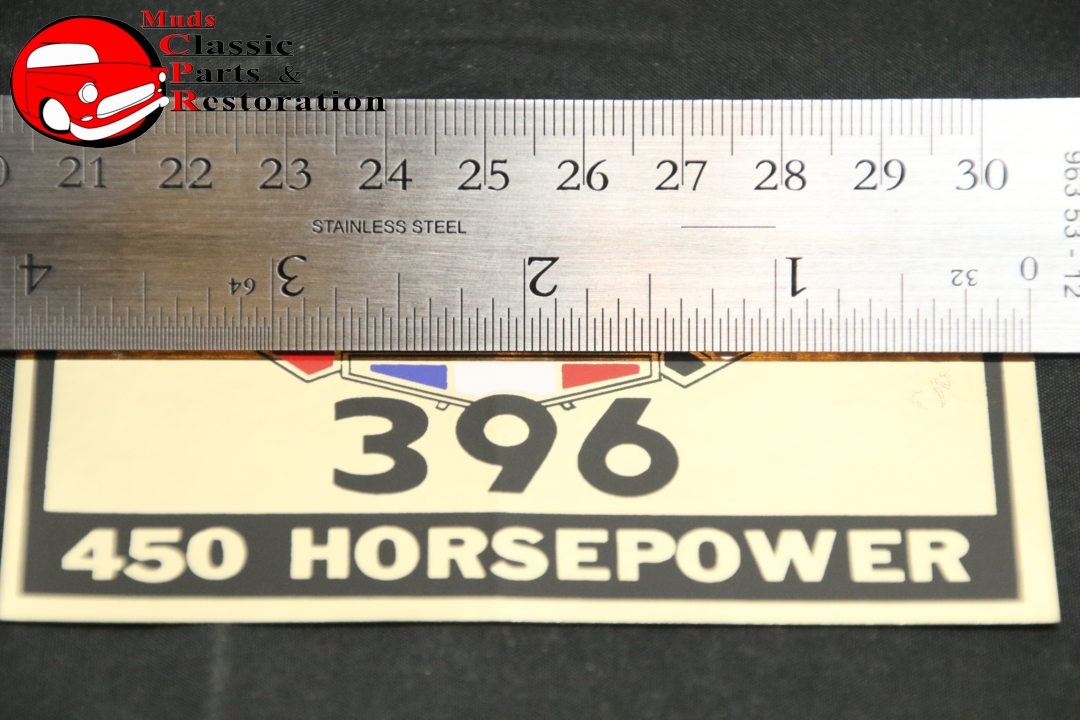 Muds
Classic
Parts &
Restoration
21 22 23 24 25 26 27 28 29 30
STAINLESS STEEL
963 53-12
4 64 3 2 1 32 0
396
450 HORSEPOWER